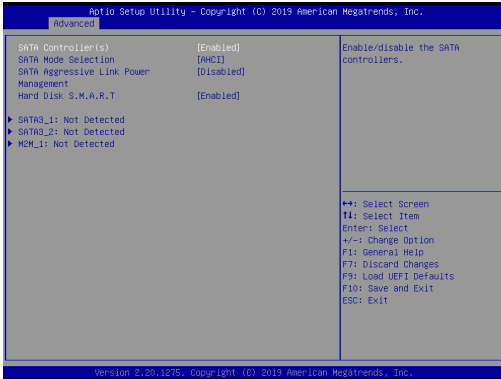 Aptio Setup Utility – Copyright (C) 2019 American Megatrends, Inc.
Advanced
SATA Controller(s) [Enabled]
SATA Mode Selection [AHCI]
SATA Aggressive Link Power [Disabled]
Management
Hard Disk S.M.A.R.T [Enabled]
SATA3_1: Not Detected
SATA3_2: Not Detected
M2M_1: Not Detected
Enable/disable the SATA
controllers.
↔: Select Screen
↑↓: Select Item
Enter: Select
+/-: Change Option
F1: General Help
F7: Discard Changes
F9: Load UEFI Defaults
F10: Save and Exit
ESC: Exit
Version 2.20.1275. Copyright (C) 2019 American Megatrends, Inc.